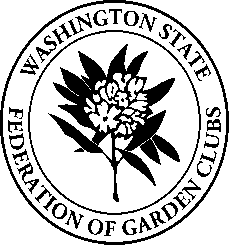 WASHINGTON STATE
FEDERATION OF GARDEN CLUBS